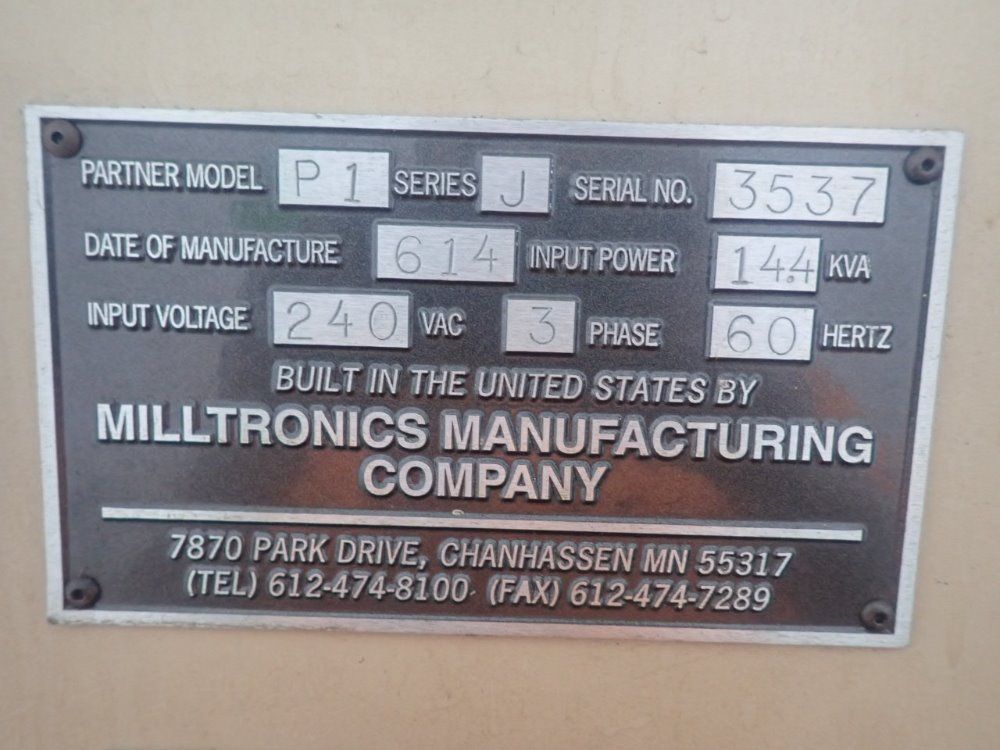 PARTNER MODEL P1 SERIES J SERIAL NO. 3537
DATE OF MANUFACTURE 614 INPUT POWER 14.4 KVA
INPUT VOLTAGE 240 VAC 3 PHASE 60 HERTZ
BUILT IN THE UNITED STATES BY
MILLTRONICS MANUFACTURING
COMPANY
7870 PARK DRIVE, CHANHASSEN MN 55317
(TEL) 612-474-8100 (FAX) 612-474-7289